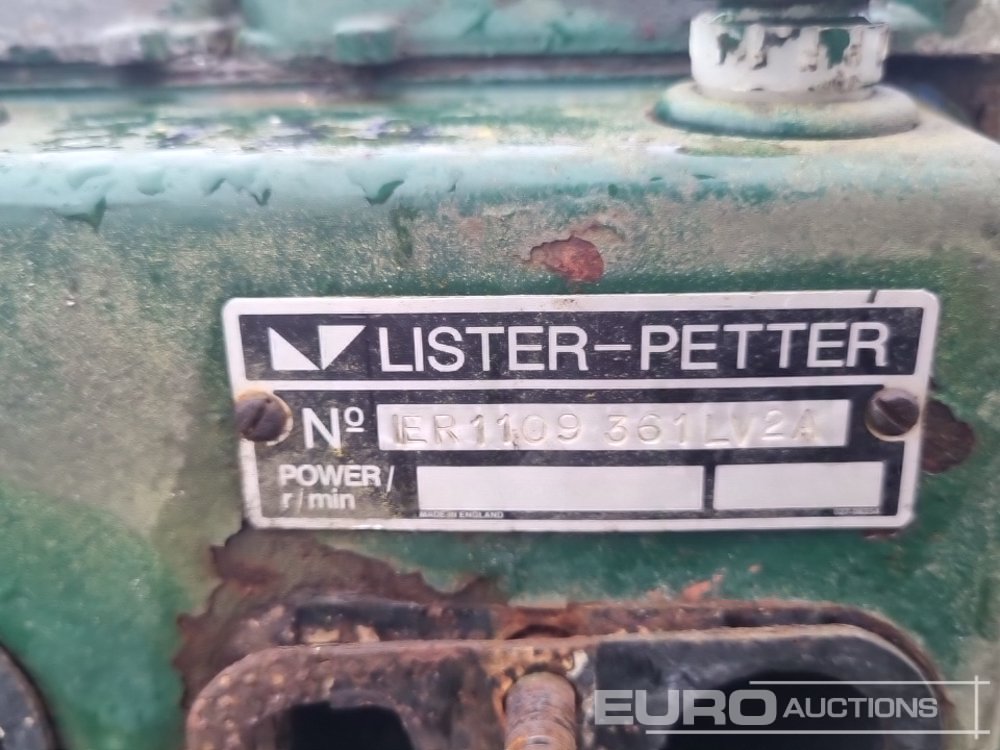 LISTER-PETTER
Nº ER1109 361LV2A
POWER/
r/min
MADE IN ENGLAND
EURO AUCTIONS